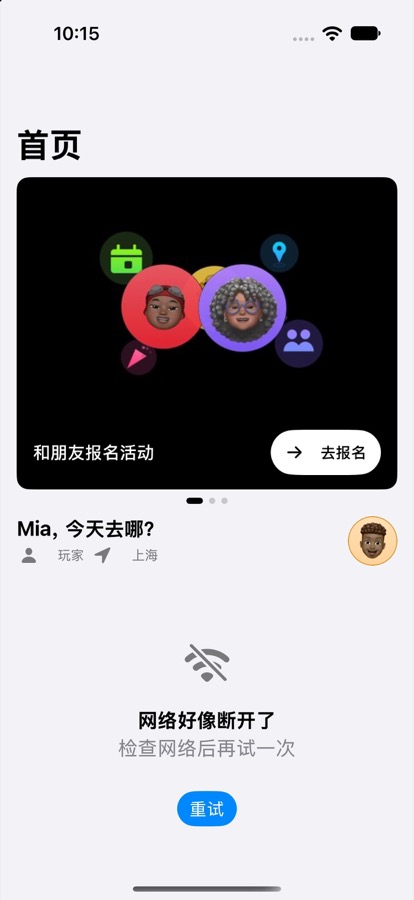 10:15
首页
和朋友报名活动
去报名
Mia, 今天去哪?
玩家 上海
网络好像断开了
检查网络后再试一次
重试